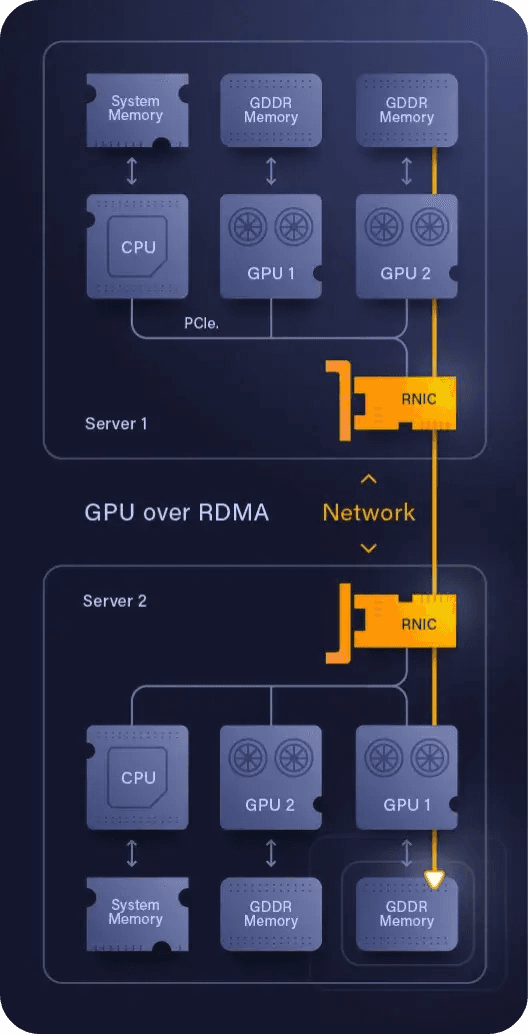 System
Memory
GDDR
Memory
GDDR
Memory
CPU
GPU 1
GPU 2
PCIe.
RNIC
Server 1
GPU over RDMA
Network
Server 2
RNIC
CPU
GPU 2
GPU 1
System
Memory
GDDR
Memory
GDDR
Memory